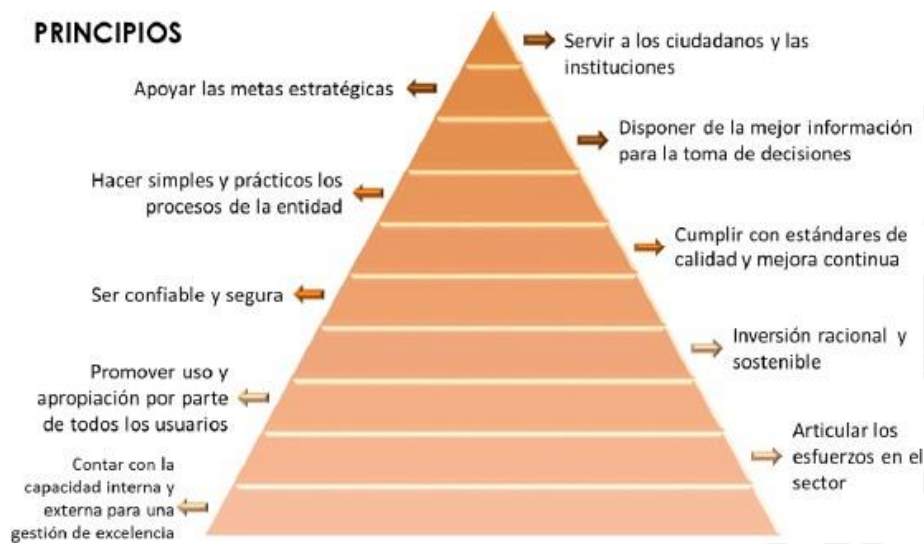 PRINCIPIOS
Servir a los ciudadanos y las
instituciones
Apoyar las metas estratégicas
Disponer de la mejor información
para la toma de decisiones
Hacer simples y prácticos los
procesos de la entidad
Cumplir con estándares de
calidad y mejora continua
Ser confiable y segura
Inversión racional y
sostenible
Promover uso y
apropiación por parte
de todos los usuarios
Articular los
esfuerzos en el
sector
Contar con la
capacidad interna y
externa para una
gestión de excelencia